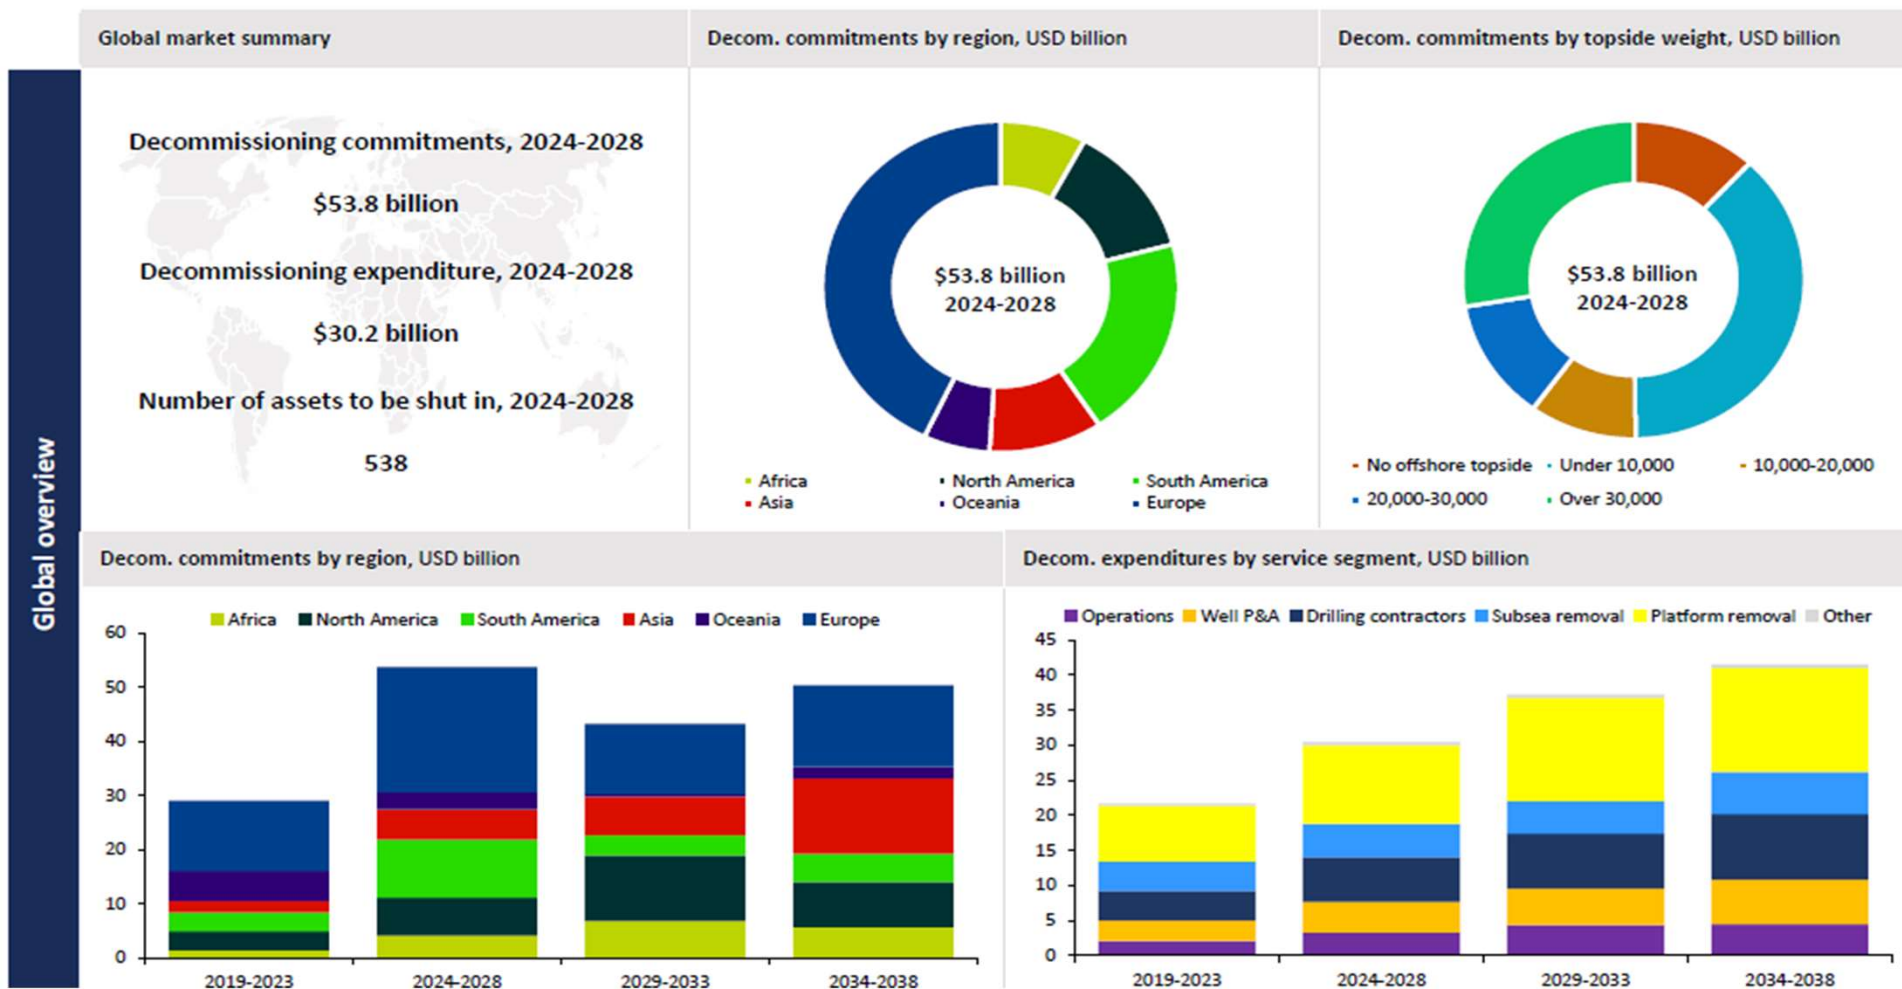 Global market summary
Decommissioning commitments, 2024-2028
$53.8 billion
Decommissioning expenditure, 2024-2028
$30.2 billion
Number of assets to be shut in, 2024-2028
538
Decom. commitments by region, USD billion
$53.8 billion
2024-2028
Africa North America South America
Asia Oceania Europe
Decom. commitments by topside weight, USD billion
$53.8 billion
2024-2028
No offshore topside Under 10,000 10,000-20,000
20,000-30,000 Over 30,000
Global overview
Decom. commitments by region, USD billion
Africa North America South America Asia Oceania Europe
60
50
40
30
20
10
0
2019-2023 2024-2028 2029-2033 2034-2038
Decom. expenditures by service segment, USD billion
Operations Well P&A Drilling contractors Subsea removal Platform removal Other
45
40
35
30
25
20
15
10
5
0
2019-2023 2024-2028 2029-2033 2034-2038